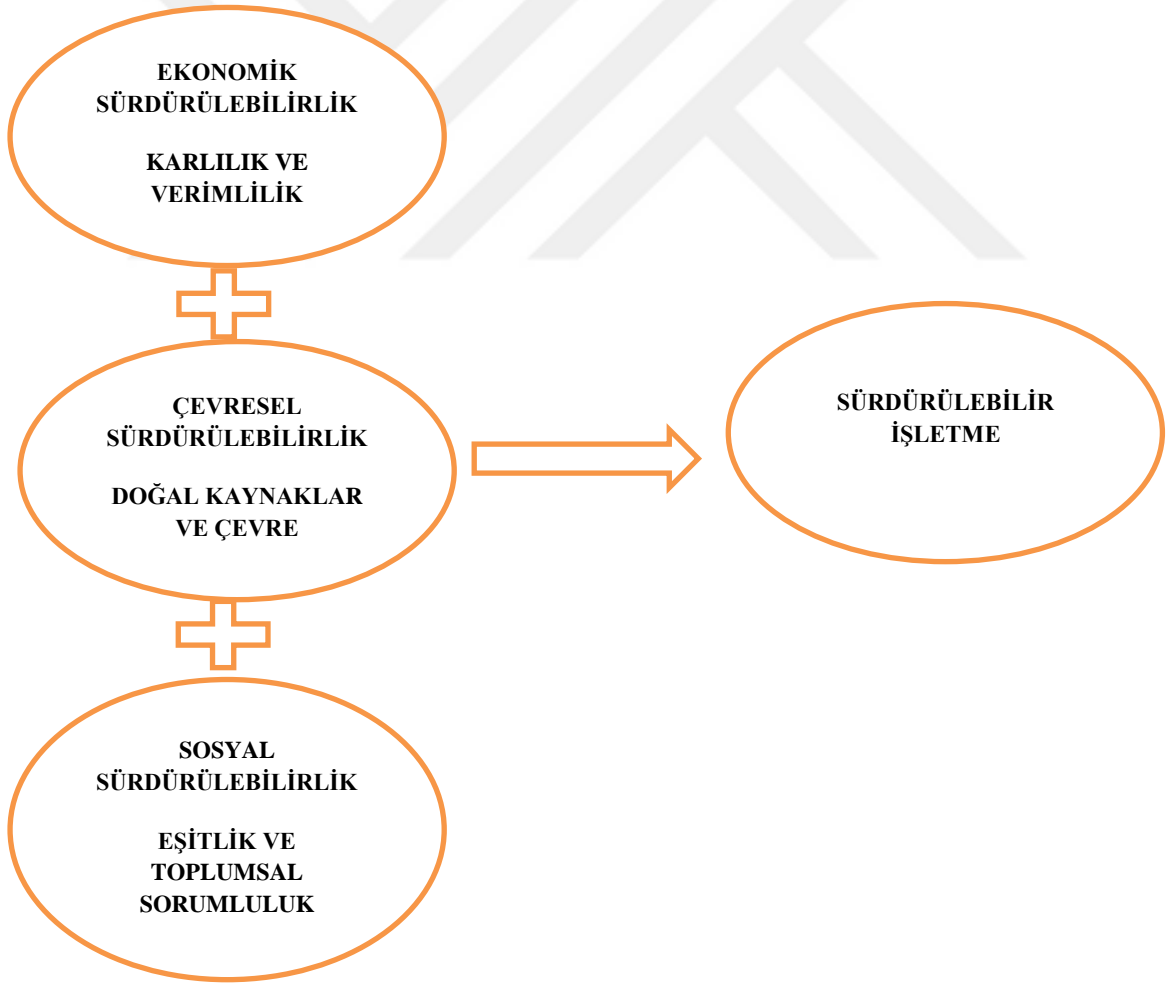 EKONOMİK
SÜRDÜRÜLEBİLİRLİK
KARLILIK VE
VERİMLİLİK
ÇEVRESEL
SÜRDÜRÜLEBİLİRLİK
DOĞAL KAYNAKLAR
VE ÇEVRE
SOSYAL
SÜRDÜRÜLEBİLİRLİK
EŞİTLİK VE
TOPLUMSAL
SORUMLULUK
SÜRDÜRÜLEBİLİR
İŞLETME